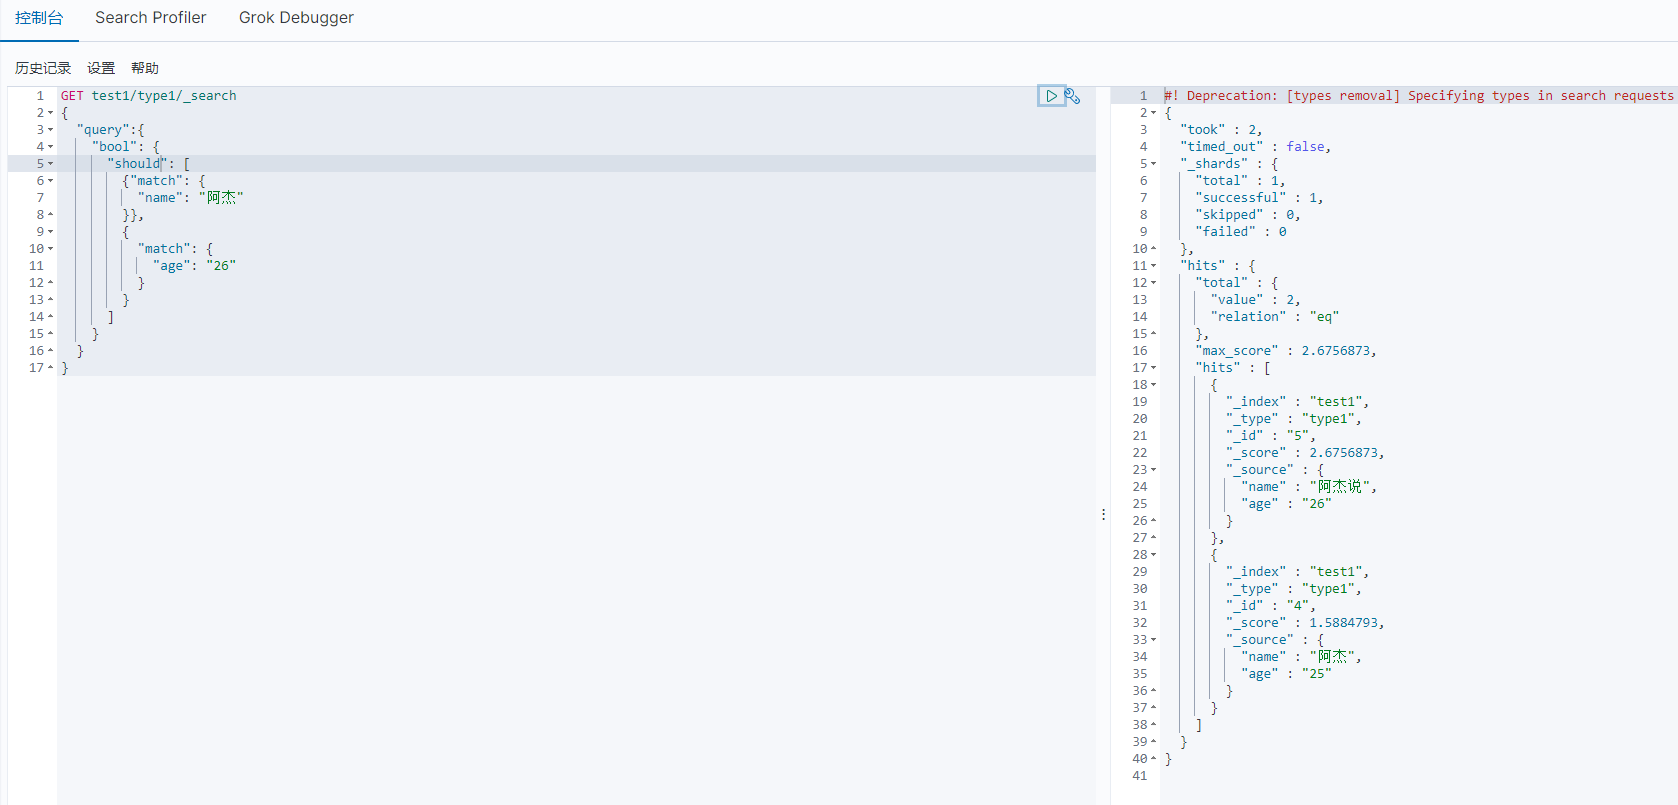 控制台 Search Profiler Grok Debugger
历史记录 设置 帮助
1 GET test1/type1/_search
2 {
3 "query":{
4 "bool": {
5 "should": [
6 {"match": {
7 "name": "阿杰"
8 }},
9 {
10 "match": {
11 "age": "26"
12 }
13 }
14 ]
15 }
16 }
17 }
1 #! Deprecation: [types removal] Specifying types in search requests
2 {
3 "took" : 2,
4 "timed_out" : false,
5 "_shards" : {
6 "total" : 1,
7 "successful" : 1,
8 "skipped" : 0,
9 "failed" : 0
10 },
11 "hits" : {
12 "total" : {
13 "value" : 2,
14 "relation" : "eq"
15 },
16 "max_score" : 2.6756873,
17 "hits" : [
18 {
19 "_index" : "test1",
20 "_type" : "type1",
21 "_id" : "5",
22 "_score" : 2.6756873,
23 "_source" : {
24 "name" : "阿杰说",
25 "age" : "26"
26 }
27 },
28 {
29 "_index" : "test1",
30 "_type" : "type1",
31 "_id" : "4",
32 "_score" : 1.5884793,
33 "_source" : {
34 "name" : "阿杰",
35 "age" : "25"
36 }
37 }
38 ]
39 }
40 }
41